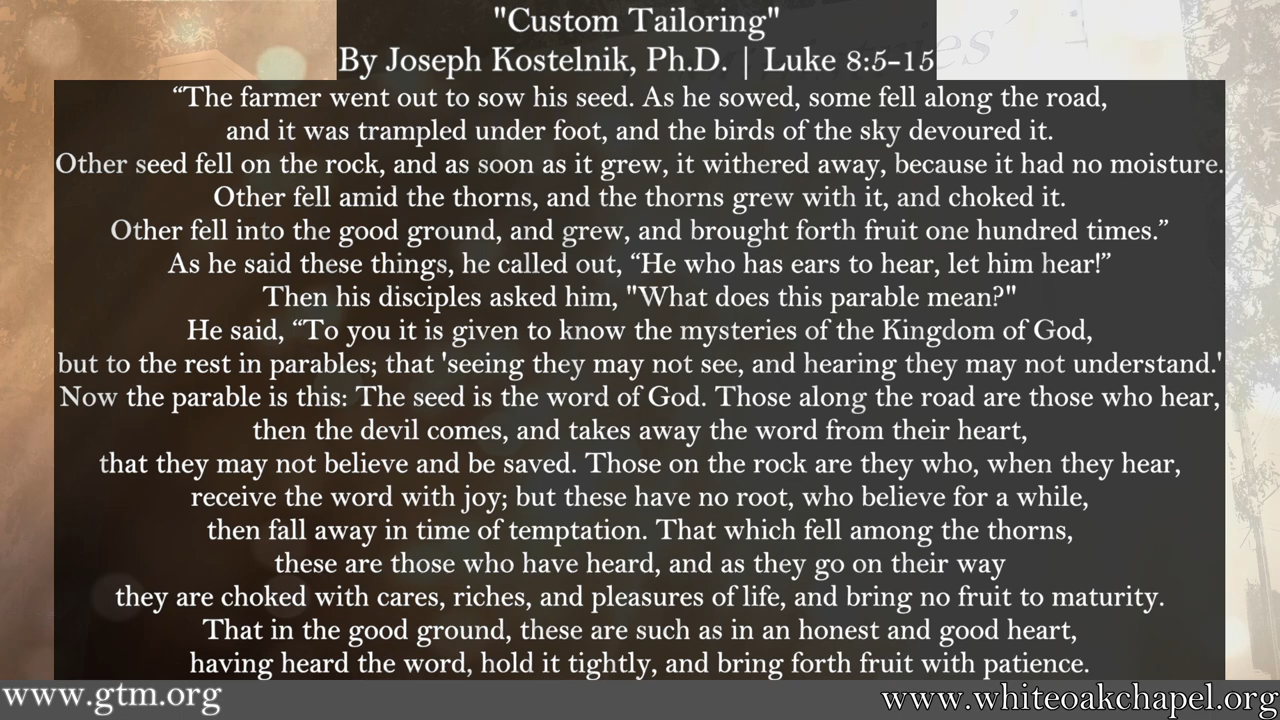 "Custom Tailoring"
By Joseph Kostelnik, Ph.D. | Luke 8:5-15
“The farmer went out to sow his seed. As he sowed, some fell along the road,
and it was trampled under foot, and the birds of the sky devoured it.
Other seed fell on the rock, and as soon as it grew, it withered away, because it had no moisture.
Other fell amid the thorns, and the thorns grew with it, and choked it.
Other fell into the good ground, and grew, and brought forth fruit one hundred times.”
As he said these things, he called out, “He who has ears to hear, let him hear!”
Then his disciples asked him, "What does this parable mean?"
He said, “To you it is given to know the mysteries of the Kingdom of God,
but to the rest in parables; that 'seeing they may not see, and hearing they may not understand.'
Now the parable is this: The seed is the word of God. Those along the road are those who hear,
then the devil comes, and takes away the word from their heart,
that they may not believe and be saved. Those on the rock are they who, when they hear,
receive the word with joy; but these have no root, who believe for a while,
then fall away in time of temptation. That which fell among the thorns,
these are those who have heard, and as they go on their way
they are choked with cares, riches, and pleasures of life, and bring no fruit to maturity.
That in the good ground, these are such as in an honest and good heart,
having heard the word, hold it tightly, and bring forth fruit with patience.
www.gtm.org
www.whiteoakchapel.org